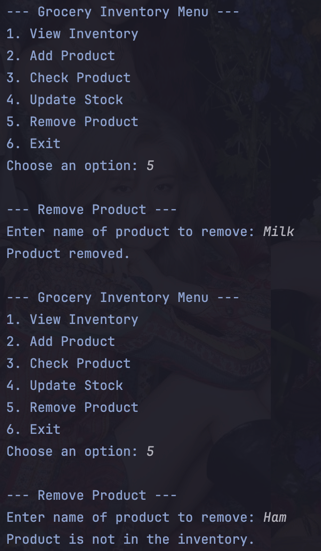 --- Grocery Inventory Menu ---
1. View Inventory
2. Add Product
3. Check Product
4. Update Stock
5. Remove Product
6. Exit
Choose an option: 5
--- Remove Product ---
Enter name of product to remove: Milk
Product removed.
--- Grocery Inventory Menu ---
1. View Inventory
2. Add Product
3. Check Product
4. Update Stock
5. Remove Product
6. Exit
Choose an option: 5
--- Remove Product ---
Enter name of product to remove: Ham
Product is not in the inventory.